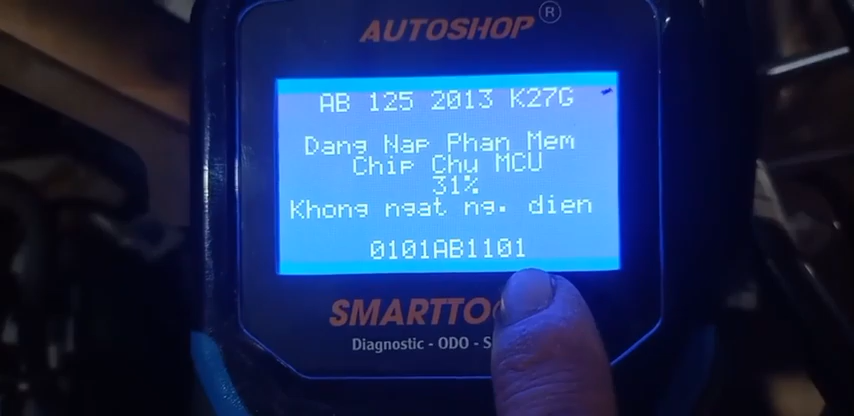 AUTOSHOP®
AB 125 2013 K27G
Dang Nap Phan Mem
Chip Chu MCU
31%
Khong ngat ng. dien
0101AB1101
SMARTTO
Diagnostic - ODO - S